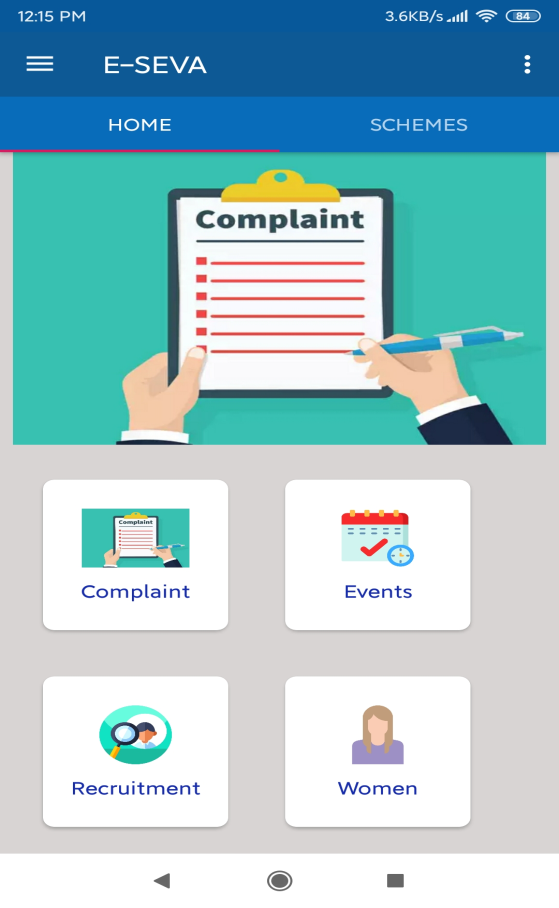 12:15 PM 3.6KB/s 84
E-SEVA
HOME SCHEMES
Complaint
Complaint
Complaint Events
Recruitment Women